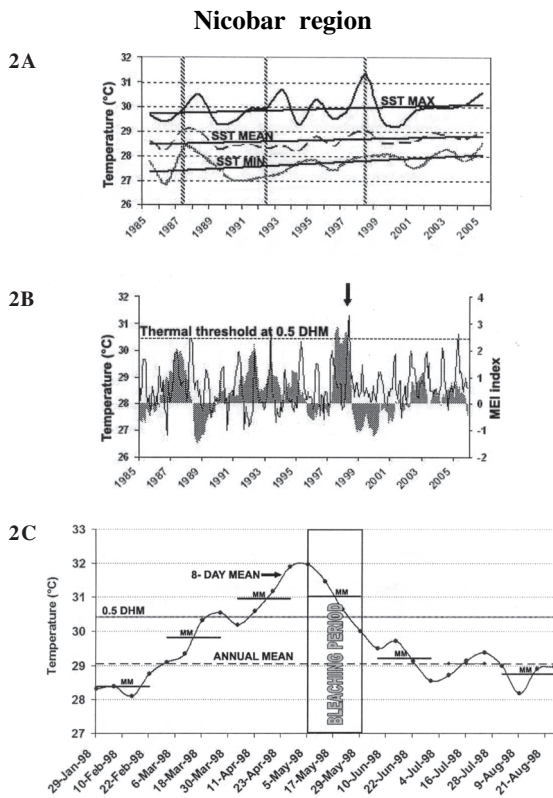 Nicobar region
2A
Temperature (°C)
32
31
30
29
28
27
26
SST MAX
SST MEAN
SST MIN
1985
1987
1989
1991
1993
1995
1997
1999
2001
2003
2005
2B
Temperature (°C)
32
31
30
29
28
27
26
Thermal threshold at 0.5 DHM
4
3
2
1
0
-1
-2
MEI Index
1985
1987
1989
1991
1993
1995
1997
1999
2001
2003
2005
2C
Temperature (°C)
33
32
31
30
29
28
27
8- DAY MEAN
0.5 DHM
ANNUAL MEAN
MM
MM
MM
MM
MM
MM
BLEACHING PERIOD
29-Jan-98
10-Feb-98
22-Feb-98
6-Mar-98
18-Mar-98
30-Mar-98
11-Apr-98
23-Apr-98
5-May-98
17-May-98
29-May-98
10-Jun-98
22-Jun-98
4-Jul-98
16-Jul-98
28-Jul-98
9-Aug-98
21-Aug-98